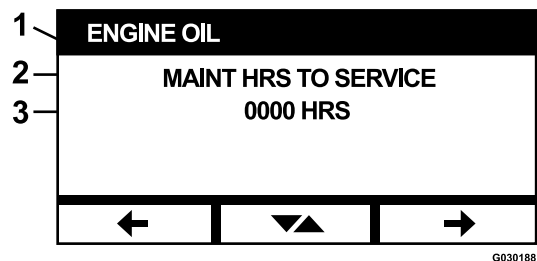 1
ENGINE OIL
2
MAINT HRS TO SERVICE
3
0000 HRS
G030188